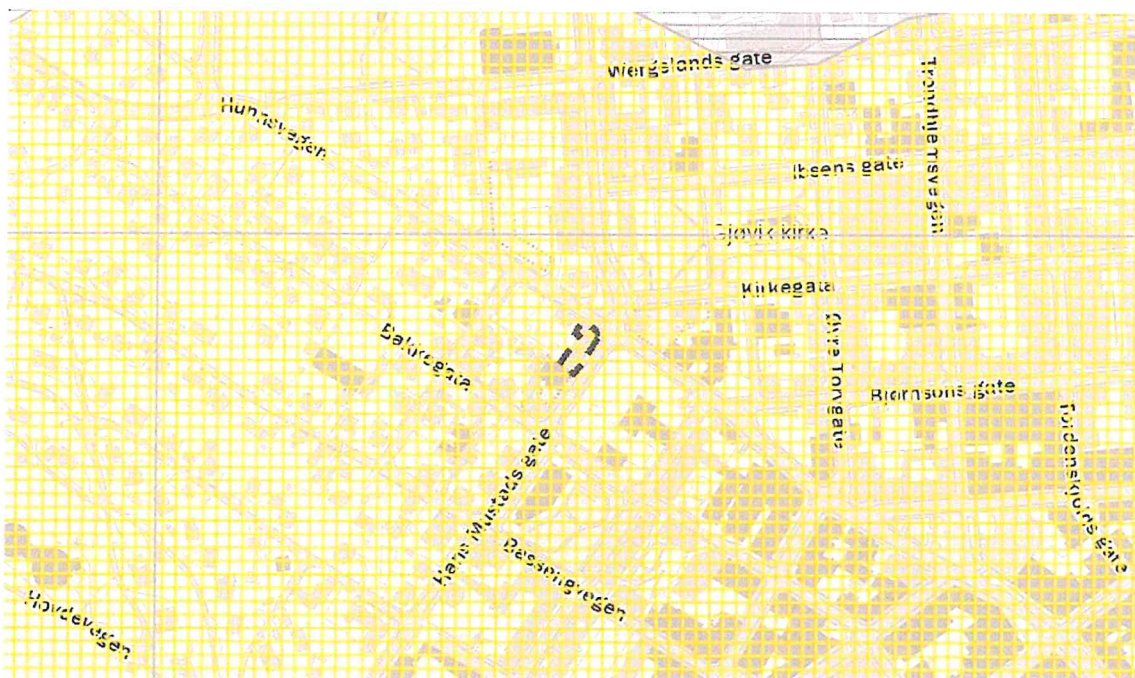 Wergelands gate
Hunnsvegen
Trondhjemsvegen
Ibsens gate
Gjøvik kirke
Kirkegata
Bakkegata
Øvre Torvgate
Bjørnsons gate
Tordenskjolds gate
Hans Mustads gate
Bassengvegen
Hovdevegen